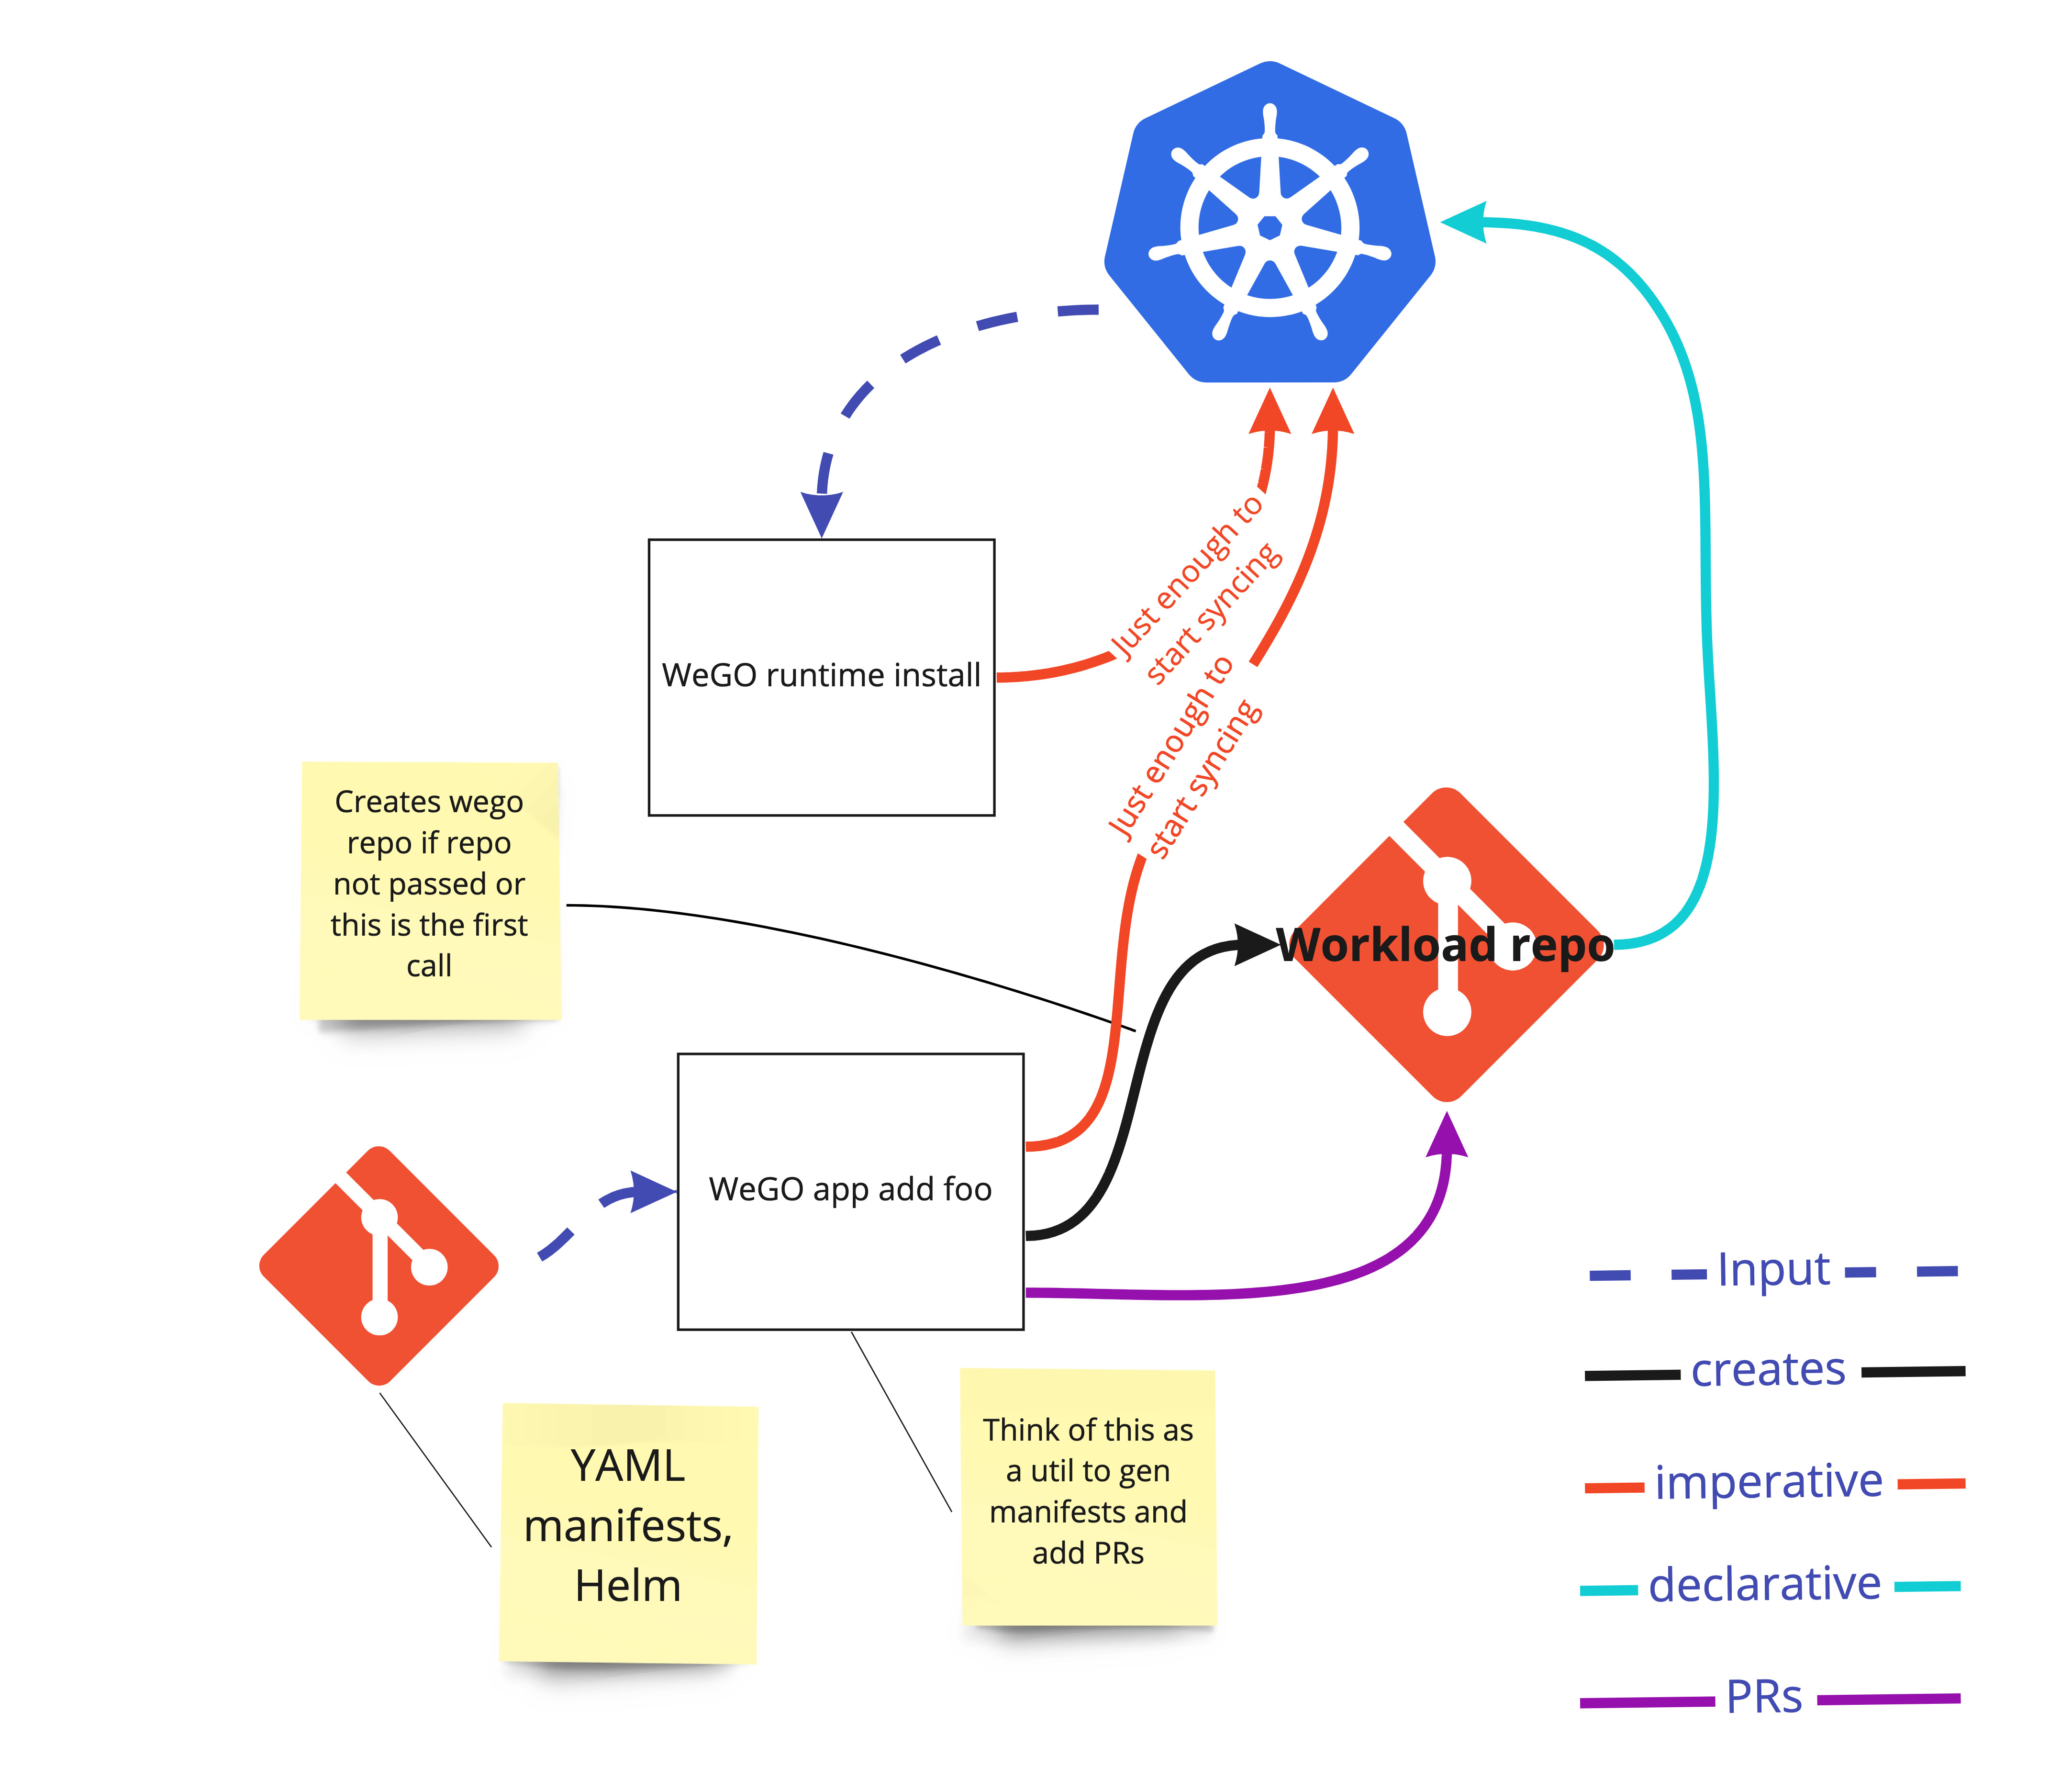 Just enough to
start syncing
WeGO runtime install
Just enough to
start syncing
Creates wego
repo if repo
not passed or
this is the first
call
Workload repo
WeGO app add foo
YAML
manifests,
Helm
Think of this as
a util to gen
manifests and
add PRs
Input
creates
imperative
declarative
PRs